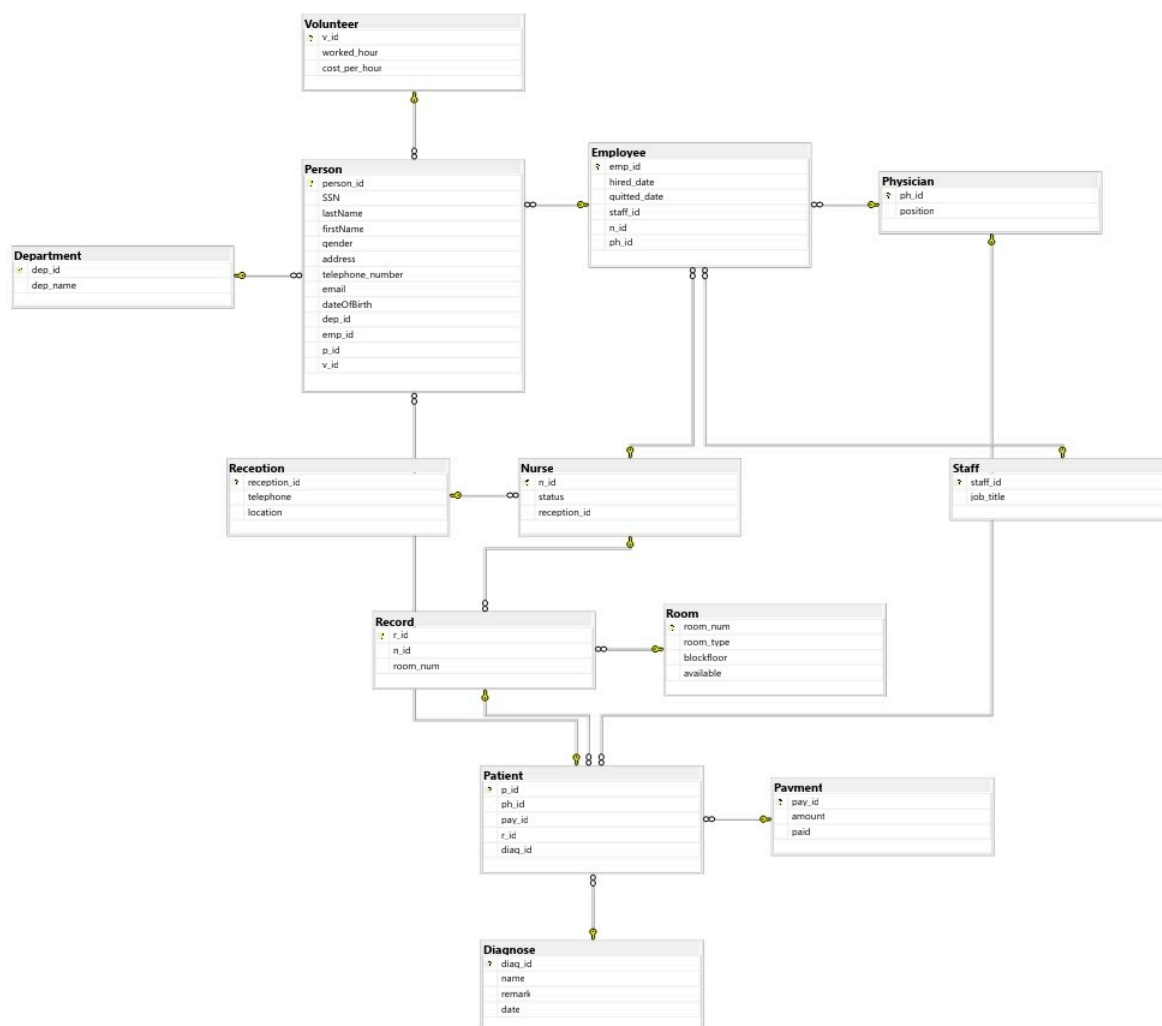 Volunteer
v_id
worked_hour
cost_per_hour
Person
person_id
SSN
lastName
firstName
gender
address
telephone_number
email
dateOfBirth
dep_id
emp_id
p_id
v_id
Employee
emp_id
hired_date
quitted_date
staff_id
n_id
ph_id
Physician
ph_id
position
Department
dep_id
dep_name
Reception
reception_id
telephone
location
Nurse
n_id
status
reception_id
Staff
staff_id
job_title
Record
r_id
n_id
room_num
Room
room_num
room_type
blockfloor
available
Patient
p_id
ph_id
pay_id
r_id
diag_id
Payment
pay_id
amount
paid
Diagnose
diag_id
name
remark
date